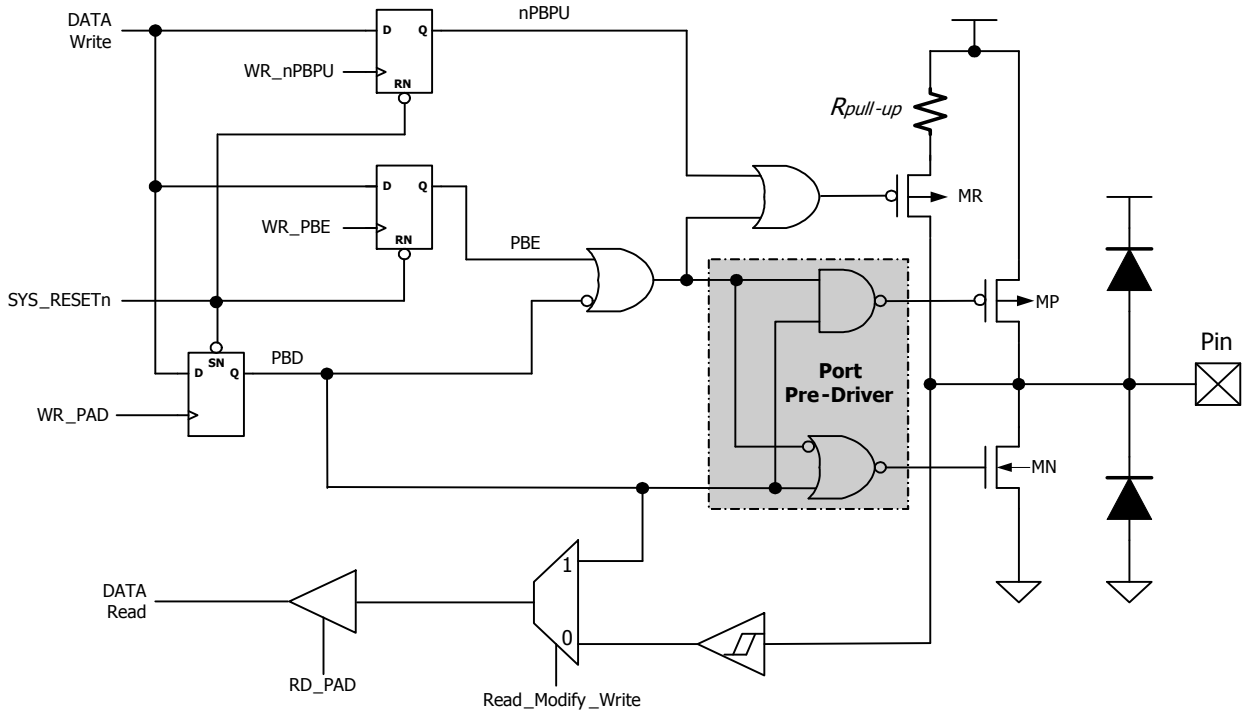 DATA
Write
D
Q
nPBPU
WR_nPBPU
RN
Rpull-up
D
Q
MR
WR_PBE
RN
PBE
SYS_RESETn
MP
SN
PBD
D
Q
Port
Pre-Driver
Pin
WR_PAD
MN
1
DATA
Read
0
RD_PAD
Read_Modify_Write